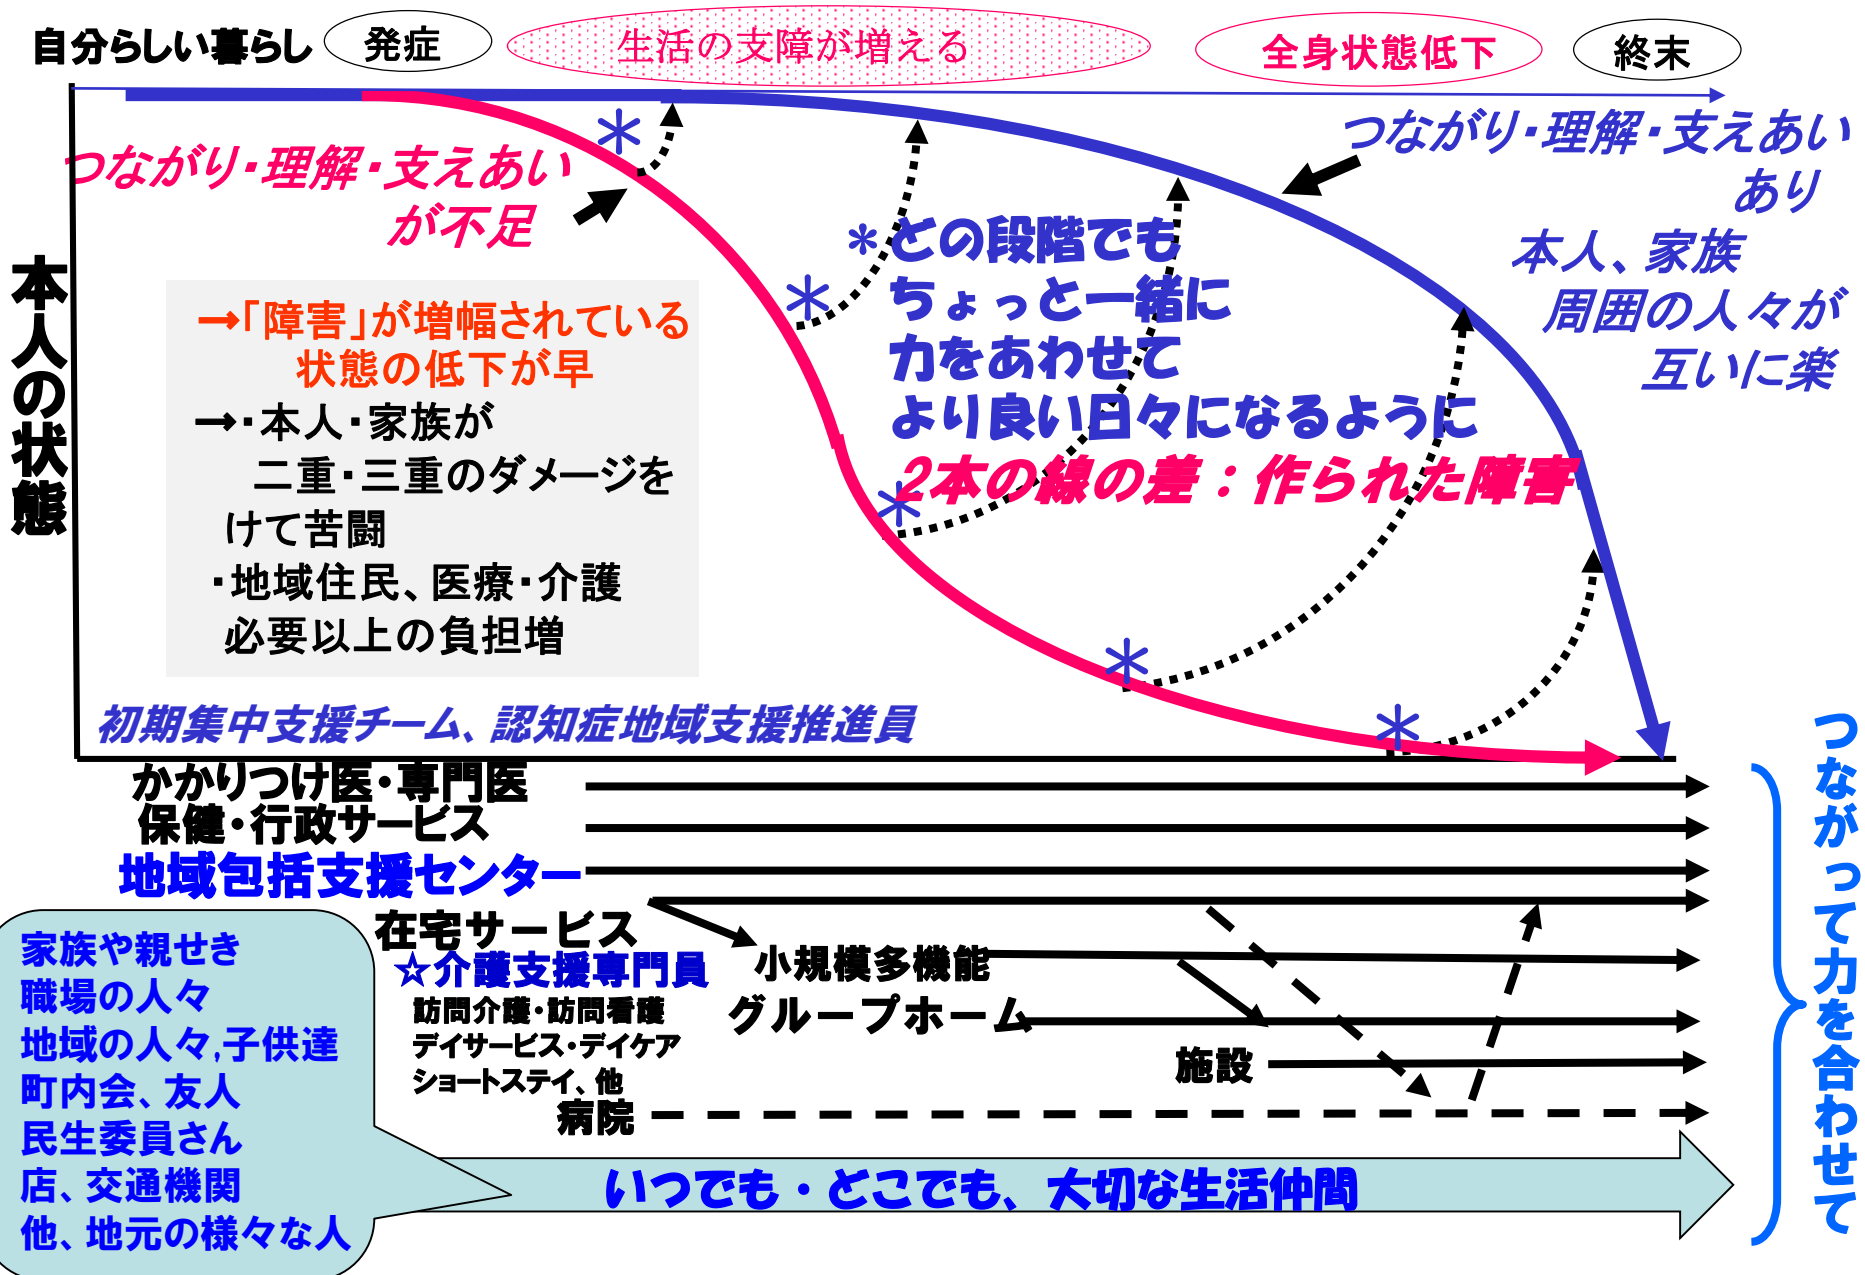 自分らしい暮らし
発症
生活の支障が増える
全身状態低下
終末
つながり・理解・支えあい
が不足
つながり・理解・支えあい
あり
本人、家族
周囲の人々が
互いに楽
本人の状態
→「障害」が増幅されている
状態の低下が早
→・本人・家族が
二重・三重のダメージを
けて苦闘
・地域住民、医療・介護
必要以上の負担増
*どの段階でも
ちょっと一緒に
力をあわせて
より良い日々になるように
2本の線の差：作られた障害
初期集中支援チーム、認知症地域支援推進員
かかりつけ医・専門医
保健・行政サービス
地域包括支援センター
在宅サービス
☆介護支援専門員
訪問介護・訪問看護
デイサービス・デイケア
ショートステイ、他
小規模多機能
グループホーム
施設
病院
家族や親せき
職場の人々
地域の人々,子供達
町内会、友人
民生委員さん
店、交通機関
他、地元の様々な人
いつでも・どこでも、大切な生活仲間
つながって力を合わせて